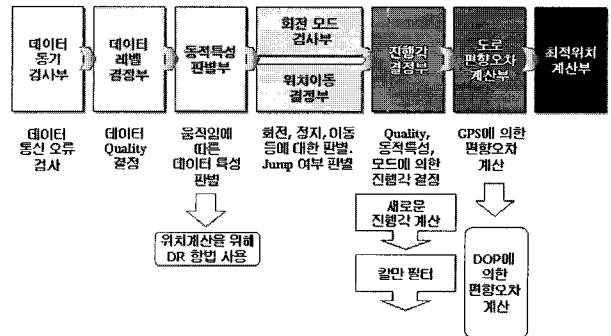 데이터
동기
검사부
데이터
레벨
결정부
동적특성
판별부
회전 모드
검사부
위치이동
결정부
진행각
결정부
도로
편향오차
계산부
최적위치
계산부
데이터
통신 오류
검사
데이터
Quality
결정
움직임에
따른
데이터 특성
판별
회전, 정지, 이동
등에 대한 판별.
Jump 여부 판별
Quality,
동적특성,
모드에 의한
진행각 결정
GPS에 의한
편향오차
계산
위치계산을 위해
DR 항법 사용
새로운
진행각 계산
칼만 필터
DOP에
의한
편향오차
계산